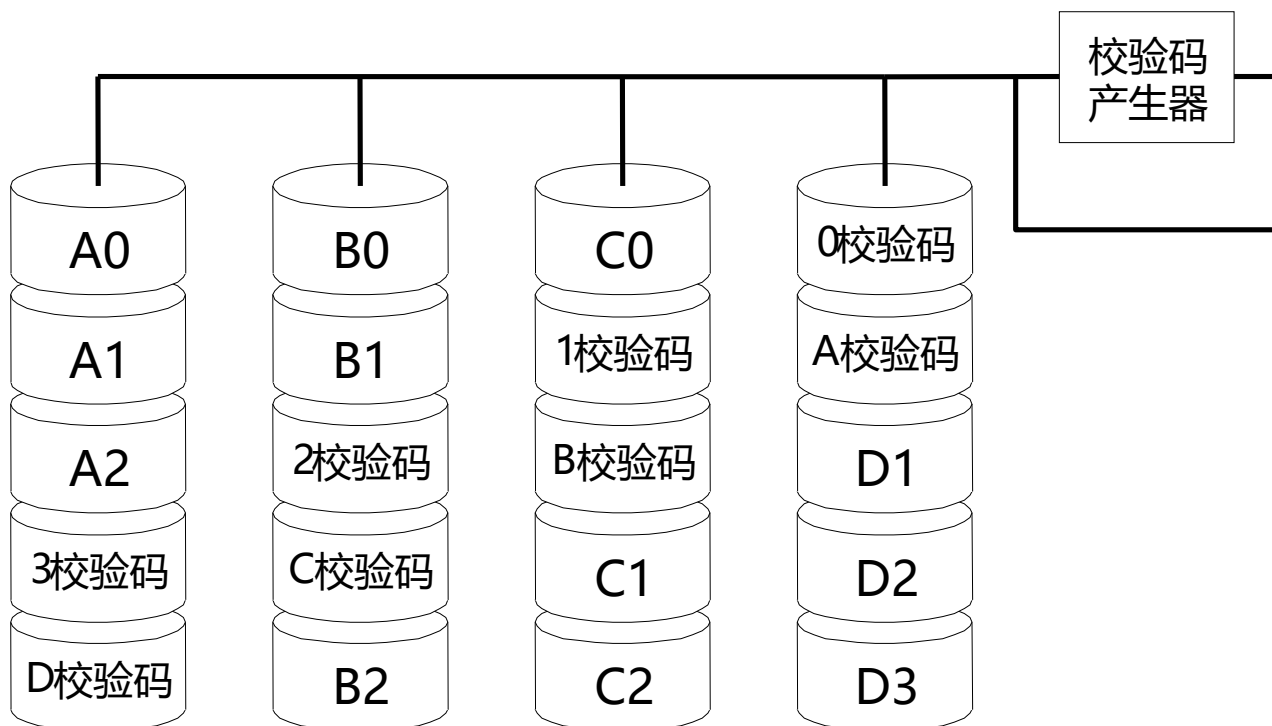 校验码
产生器
A0 B0 C0 0校验码
A1 B1 1校验码 A校验码
A2 2校验码 B校验码 D1
3校验码 C校验码 C1 D2
D校验码 B2 C2 D3